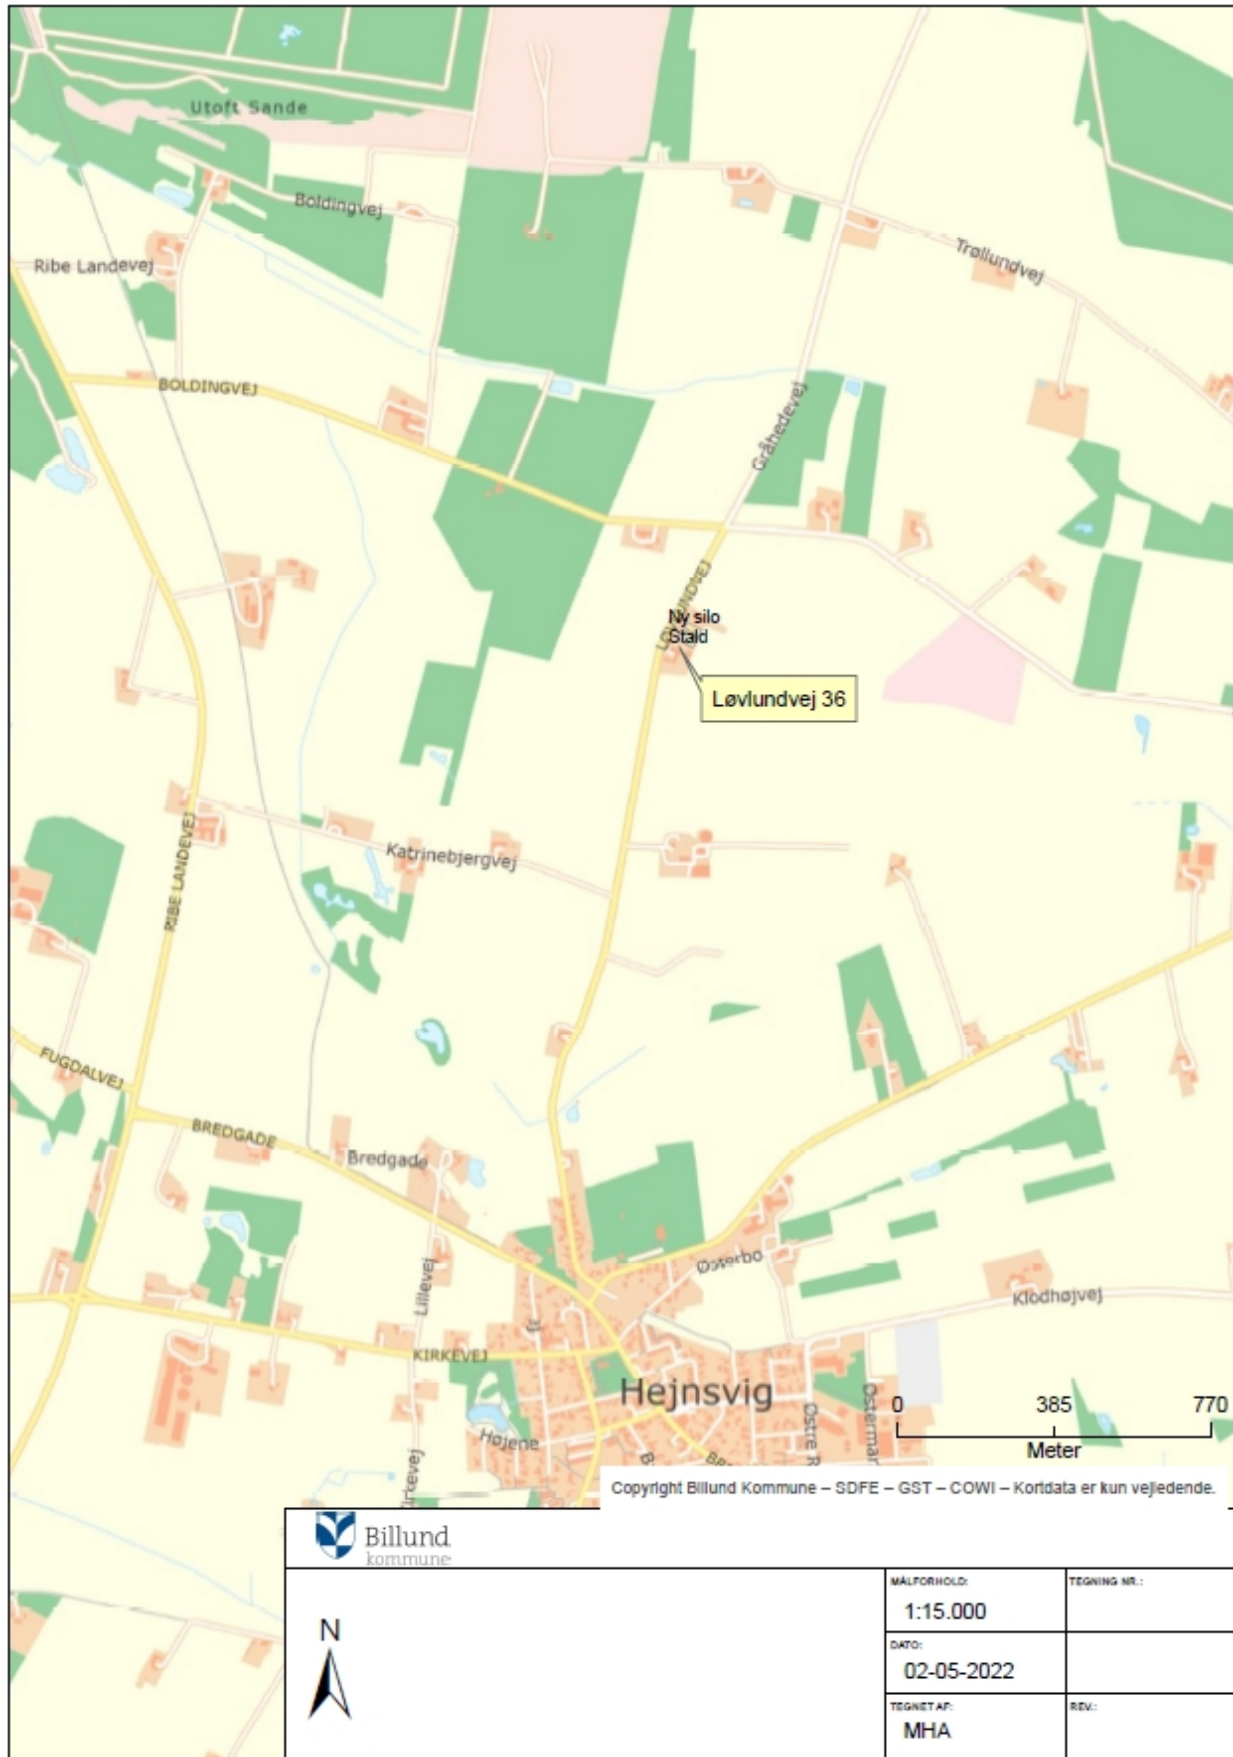 Utoft Sande
Boldingvej
Ribe Landevej
Trøllundvej
BOLDINGVEJ
Gråhedevej
Ny silo
Stald
Løvlundvej 36
RIBE LANDEVEJ
Katrinebjergvej
FUGDALVEJ
BREDGADE
Bredgade
Østerbo
Lillevej
Klodhøjvej
KIRKEVEJ
Hejnsvig
0 385 770
Meter
Højene
Østre R
Østermar
Copyright Billund Kommune – SDFE – GST – COWI – Kortdata er kun vejledende.
Billund
kommune
MÅLFORHOLD:
1:15.000
TEGNING NR.:
N
DATO:
02-05-2022
TEGNET AF:
MHA
REV.: